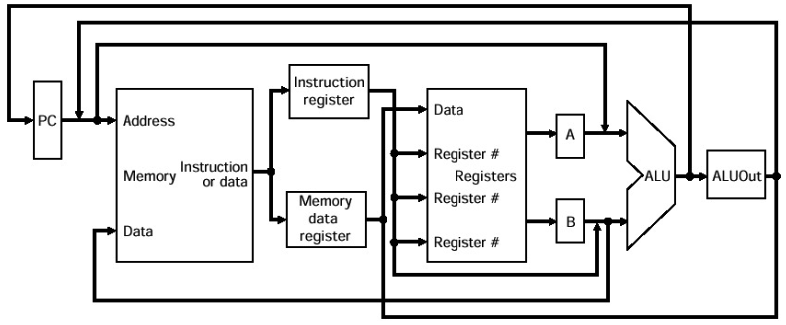 PC
Address
Memory
Instruction
or data
Data
Instruction
register
Memory
data
register
Data
Register #
Registers
Register #
Register #
A
B
ALU
ALUOut